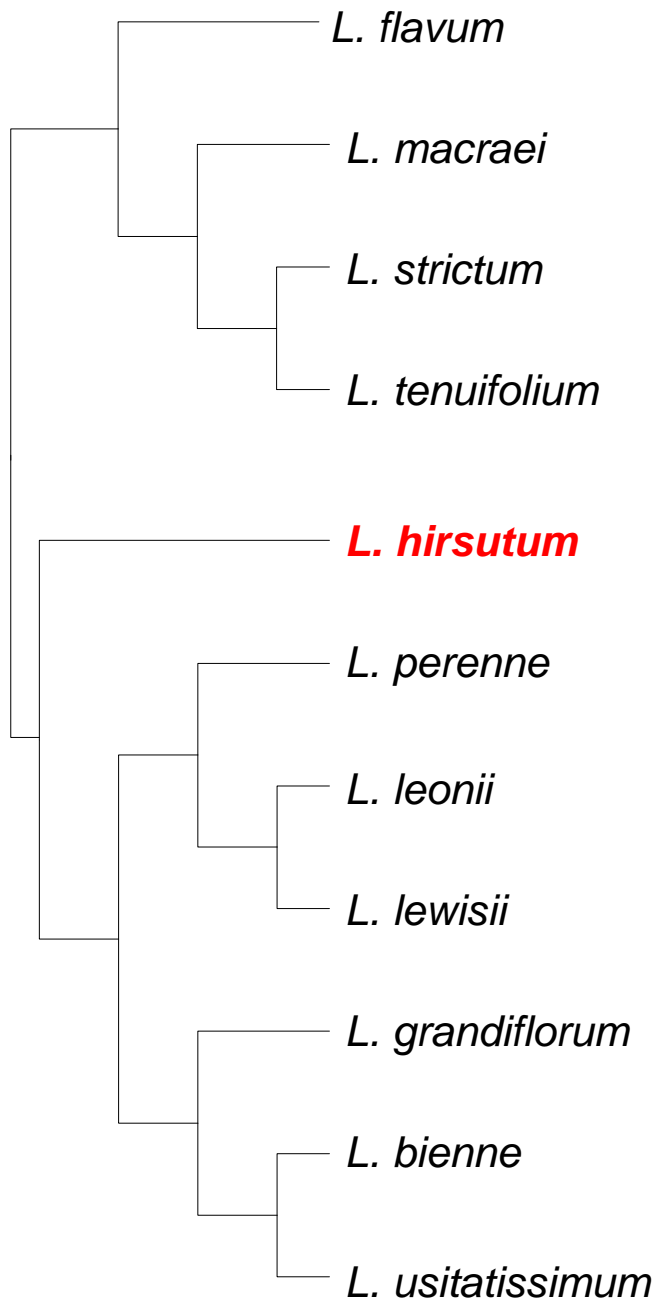 L. flavum
L. macraei
L. strictum
L. tenuifolium
L. hirsutum
L. perenne
L. leonii
L. lewisii
L. grandiflorum
L. bienne
L. usitatissimum